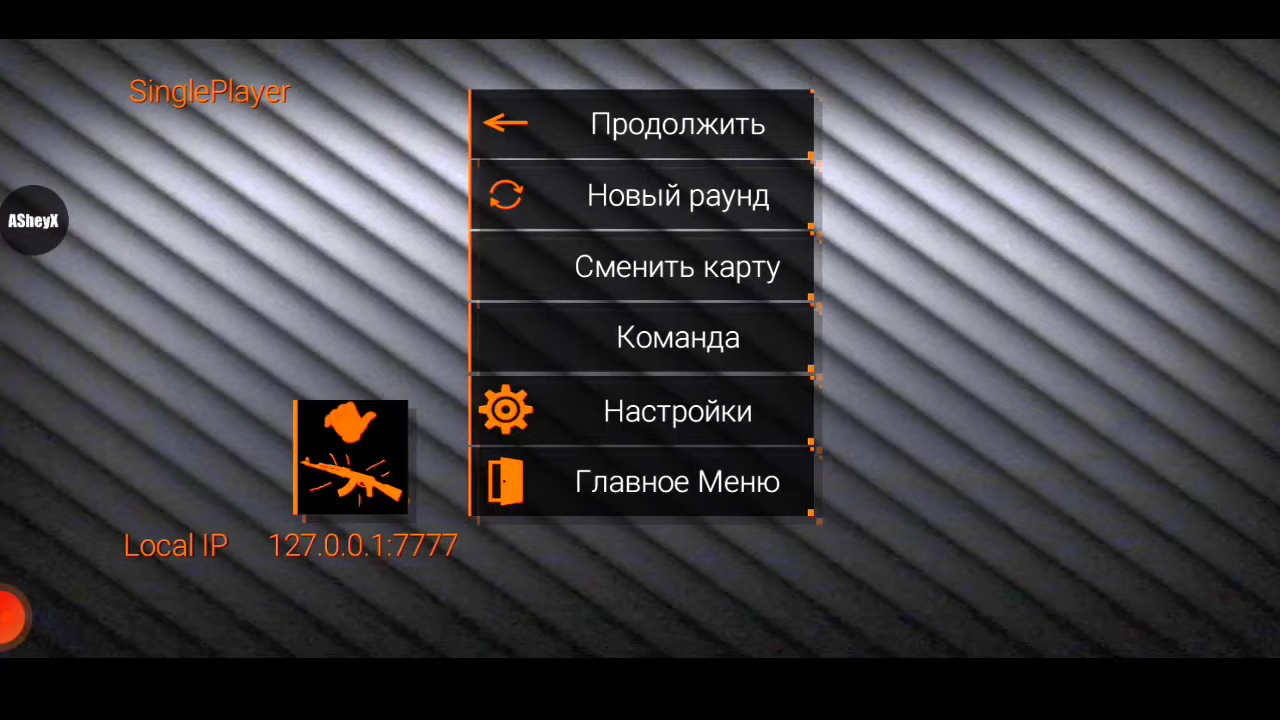 SinglePlayer
Продолжить
Новый раунд
ASheyX
Сменить карту
Команда
Настройки
Главное Меню
Local IP 127.0.0.1:7777